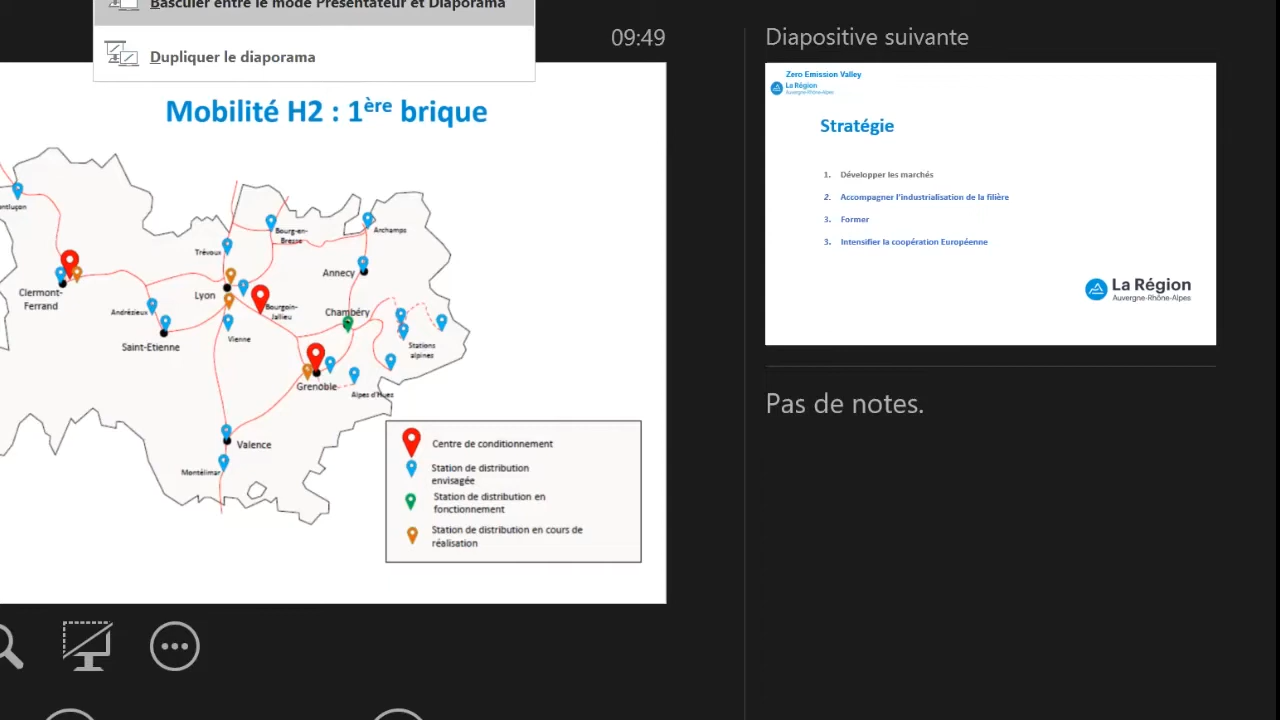 Basculer entre le mode Présentateur et Diaporama
Dupliquer le diaporama
09:49
Mobilité H2 : 1ère brique
Bourg-en-
Bresse
Archamps
Trévoux
Annecy
Clermont-
Ferrand
Lyon
Bourgoin-
Jallieu
Andrézieux
Chambéry
Saint-Etienne
Vienne
Stations
alpines
Grenoble
Alpes d'Huez
Valence
Montélimar
Centre de conditionnement
Station de distribution
envisagée
Station de distribution en
fonctionnement
Station de distribution en cours de
réalisation
Diapositive suivante
Zero Emission Valley
La Région
Auvergne-Rhône-Alpes
Stratégie
1. Développer les marchés
2. Accompagner l'industrialisation de la filière
3. Former
3. Intensifier la coopération Européenne
La Région
Auvergne-Rhône-Alpes
Pas de notes.